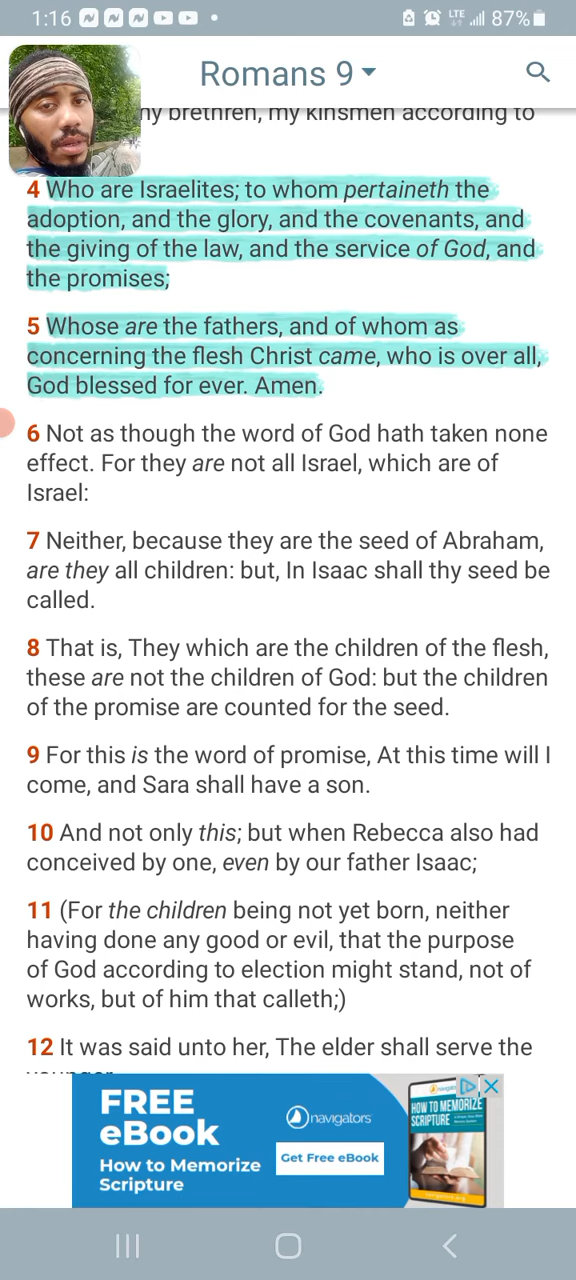 1:16
LTE
87%
Romans 9
my brethren, my kinsmen according to
4 Who are Israelites; to whom pertaineth the
adoption, and the glory, and the covenants, and
the giving of the law, and the service of God, and
the promises;
5 Whose are the fathers, and of whom as
concerning the flesh Christ came, who is over all,
God blessed for ever. Amen.
6 Not as though the word of God hath taken none
effect. For they are not all Israel, which are of
Israel:
7 Neither, because they are the seed of Abraham,
are they all children: but, In Isaac shall thy seed be
called.
8 That is, They which are the children of the flesh,
these are not the children of God: but the children
of the promise are counted for the seed.
9 For this is the word of promise, At this time will I
come, and Sara shall have a son.
10 And not only this; but when Rebecca also had
conceived by one, even by our father Isaac;
11 (For the children being not yet born, neither
having done any good or evil, that the purpose
of God according to election might stand, not of
works, but of him that calleth;)
12 It was said unto her, The elder shall serve the
FREE
eBook
How to Memorize
Scripture
navigators
Get Free eBook
HOW TO MEMORIZE
SCRIPTURE